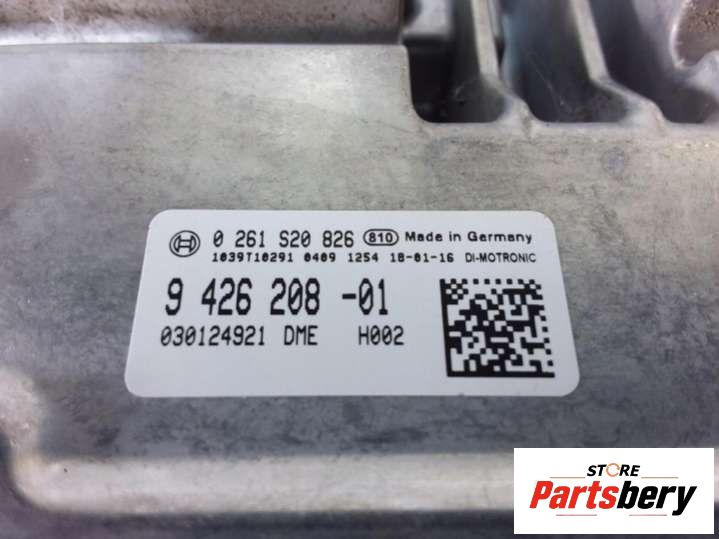 0 261 S20 826 810 Made in Germany
1039T10291 0409 1254 18-01-16 DI-MOTRONIC
9 426 208 -01
030124921 DME H002
STORE
Partsbery